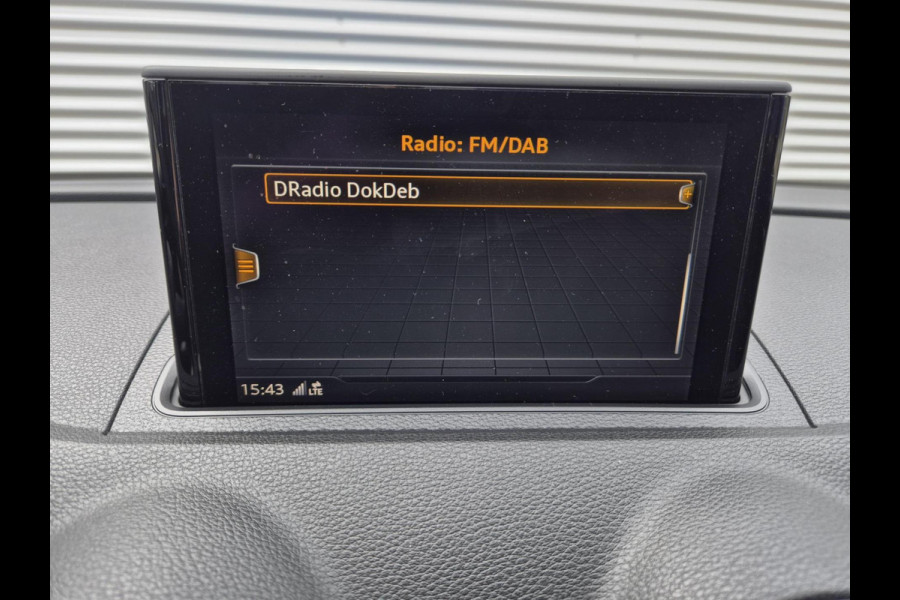 Radio: FM/DAB
DRadio DokDeb
15:43 LTE